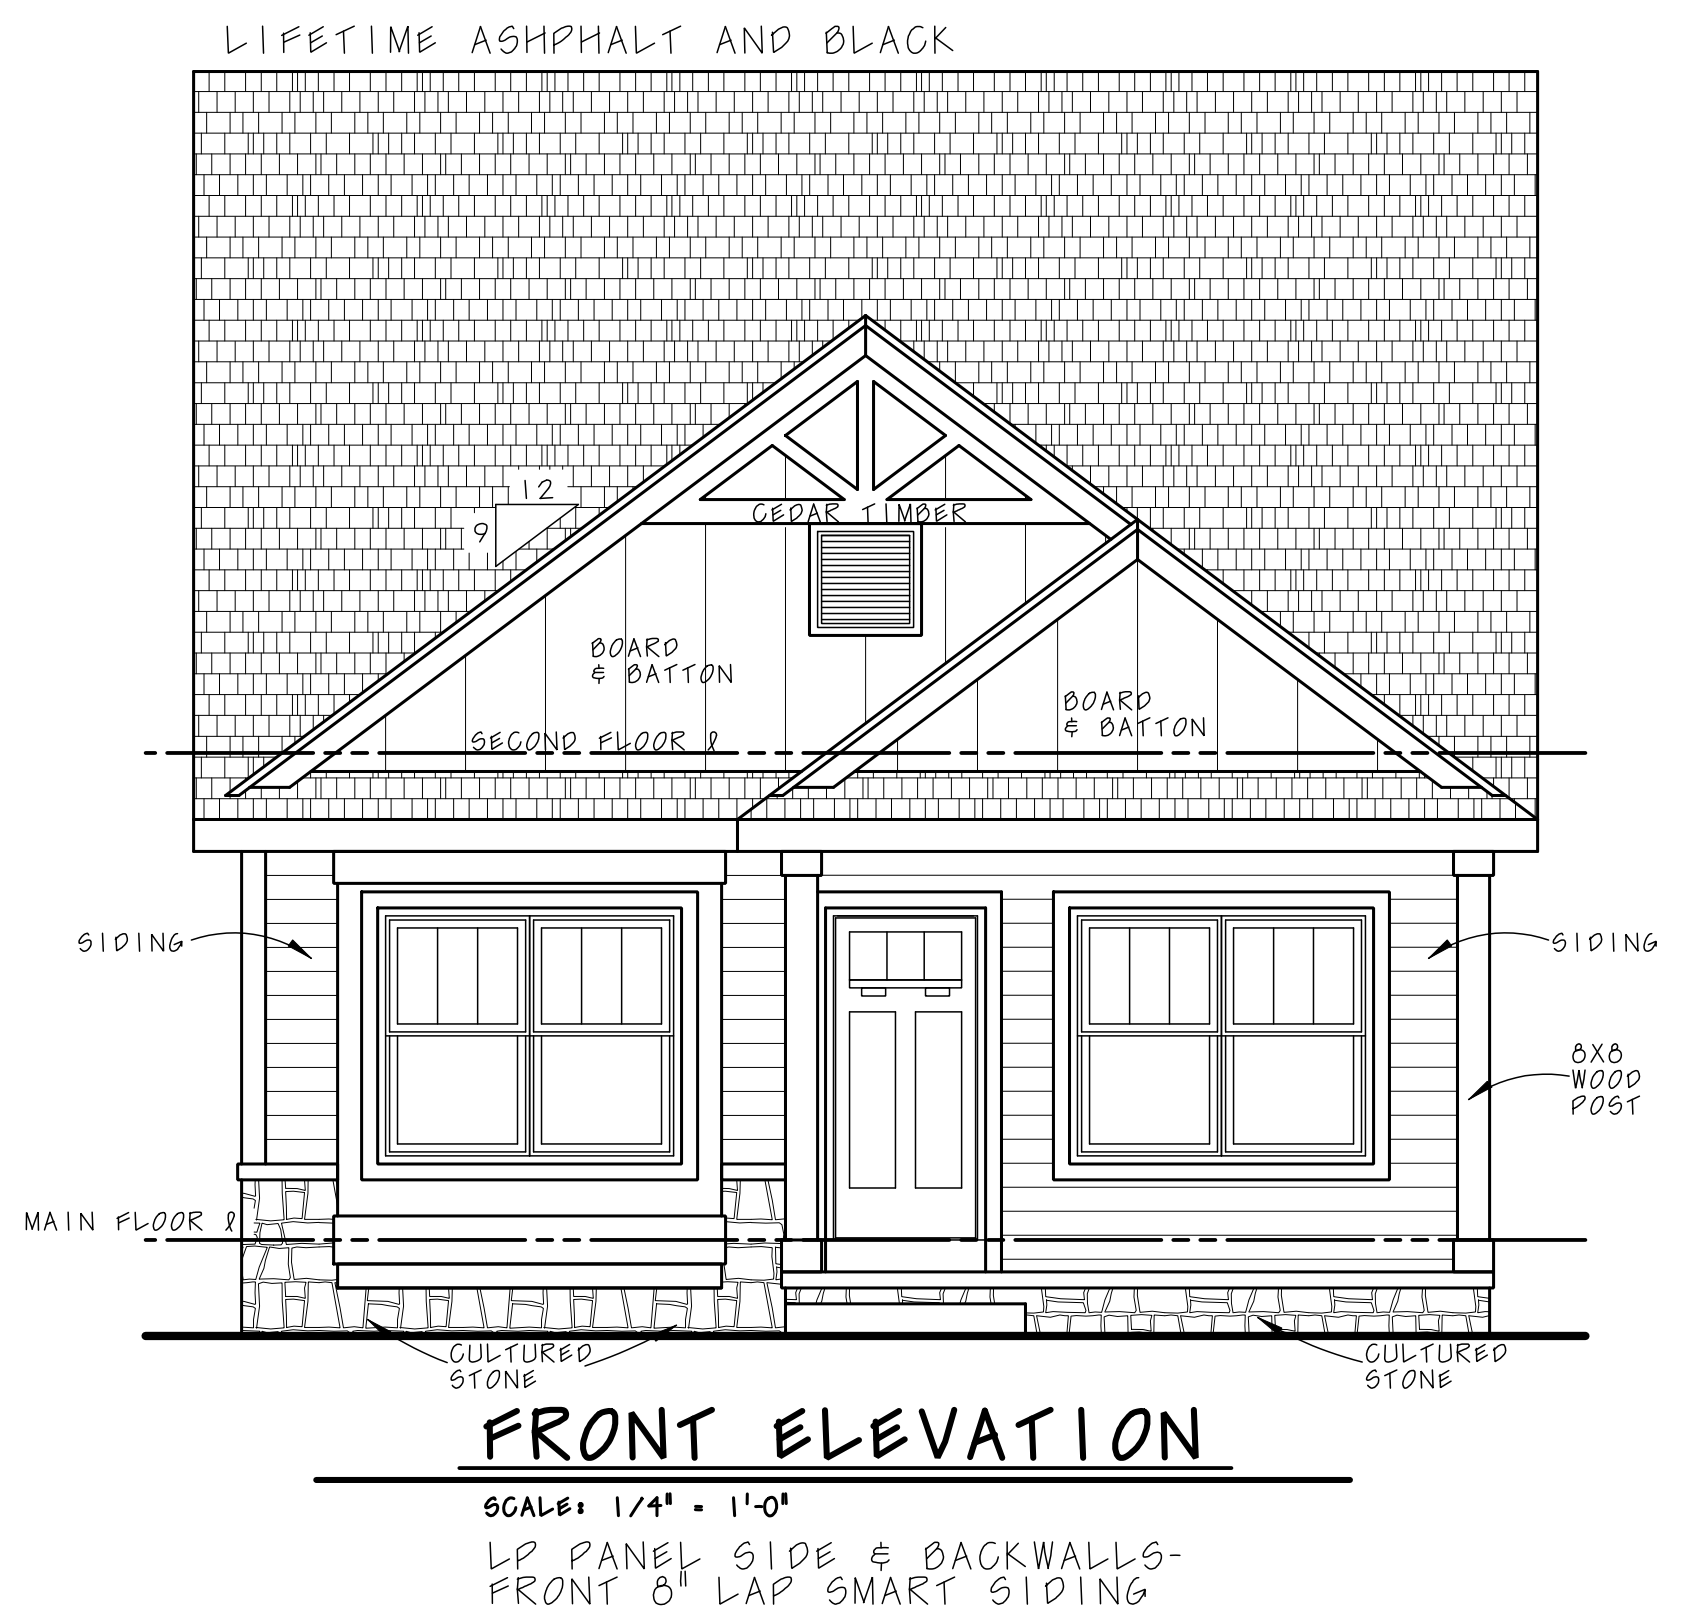 LIFETIME ASHPHALT AND BLACK
12
9
CEDAR TIMBER
BOARD
& BATTON
BOARD
& BATTON
SECOND FLOOR
SIDING
SIDING
8X8
WOOD
POST
MAIN FLOOR
CULTURED
STONE
CULTURED
STONE
FRONT ELEVATION
SCALE: 1/4" = 1'-0"
LP PANEL SIDE & BACKWALLS-
FRONT 8" LAP SMART SIDING